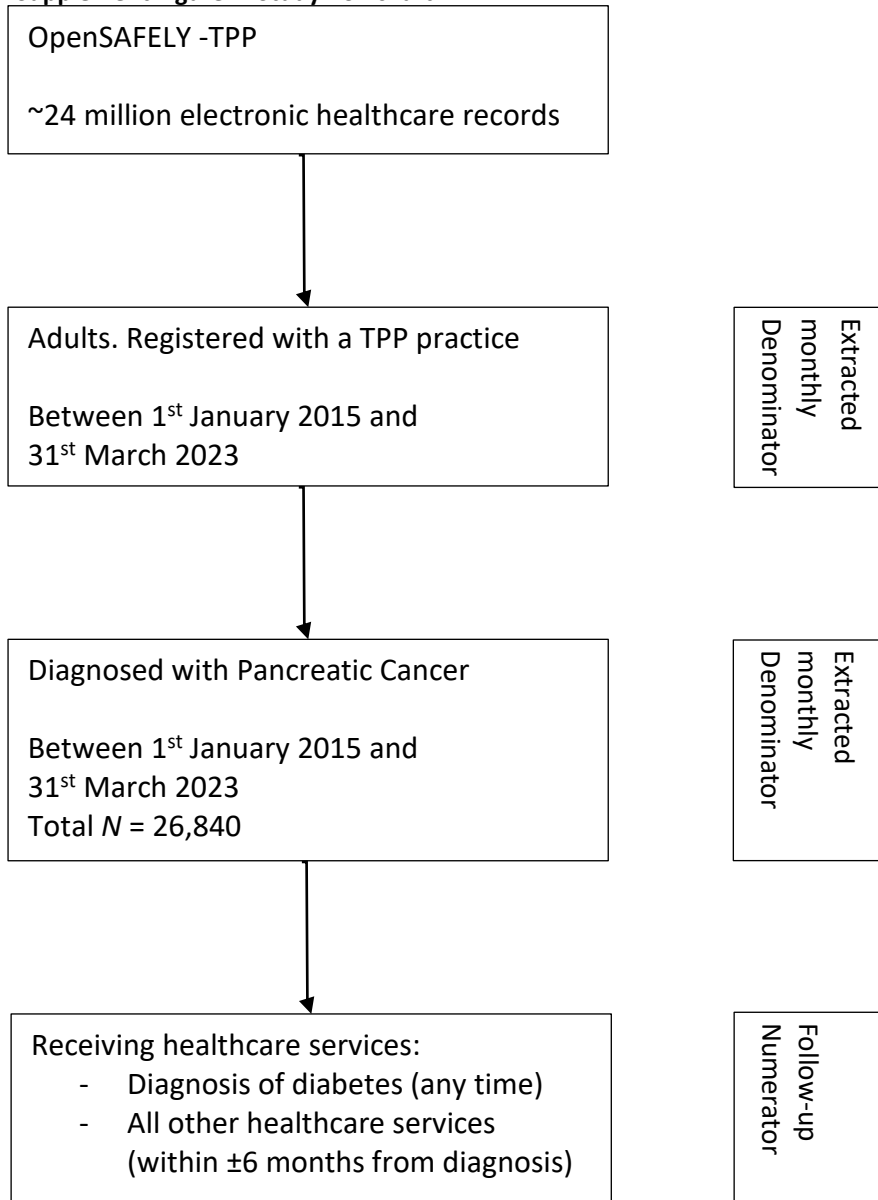 OpenSAFELY -TPP
~24 million electronic healthcare records
Adults. Registered with a TPP practice
Between 1st January 2015 and
31st March 2023
Extracted
monthly
Denominator
Diagnosed with Pancreatic Cancer
Between 1st January 2015 and
31st March 2023
Total N = 26,840
Extracted
monthly
Denominator
Receiving healthcare services:
- Diagnosis of diabetes (any time)
- All other healthcare services
(within ±6 months from diagnosis)
Follow-up
Numerator